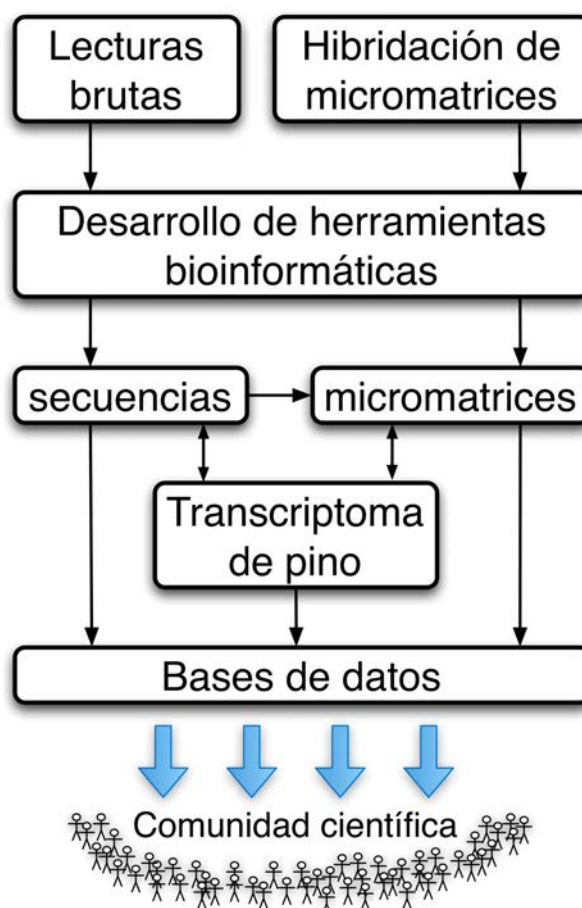 Lecturas
brutas
Hibridación de
micromatrices
Desarrollo de herramientas
bioinformáticas
secuencias
micromatrices
Transcriptoma
de pino
Bases de datos
Comunidad científica